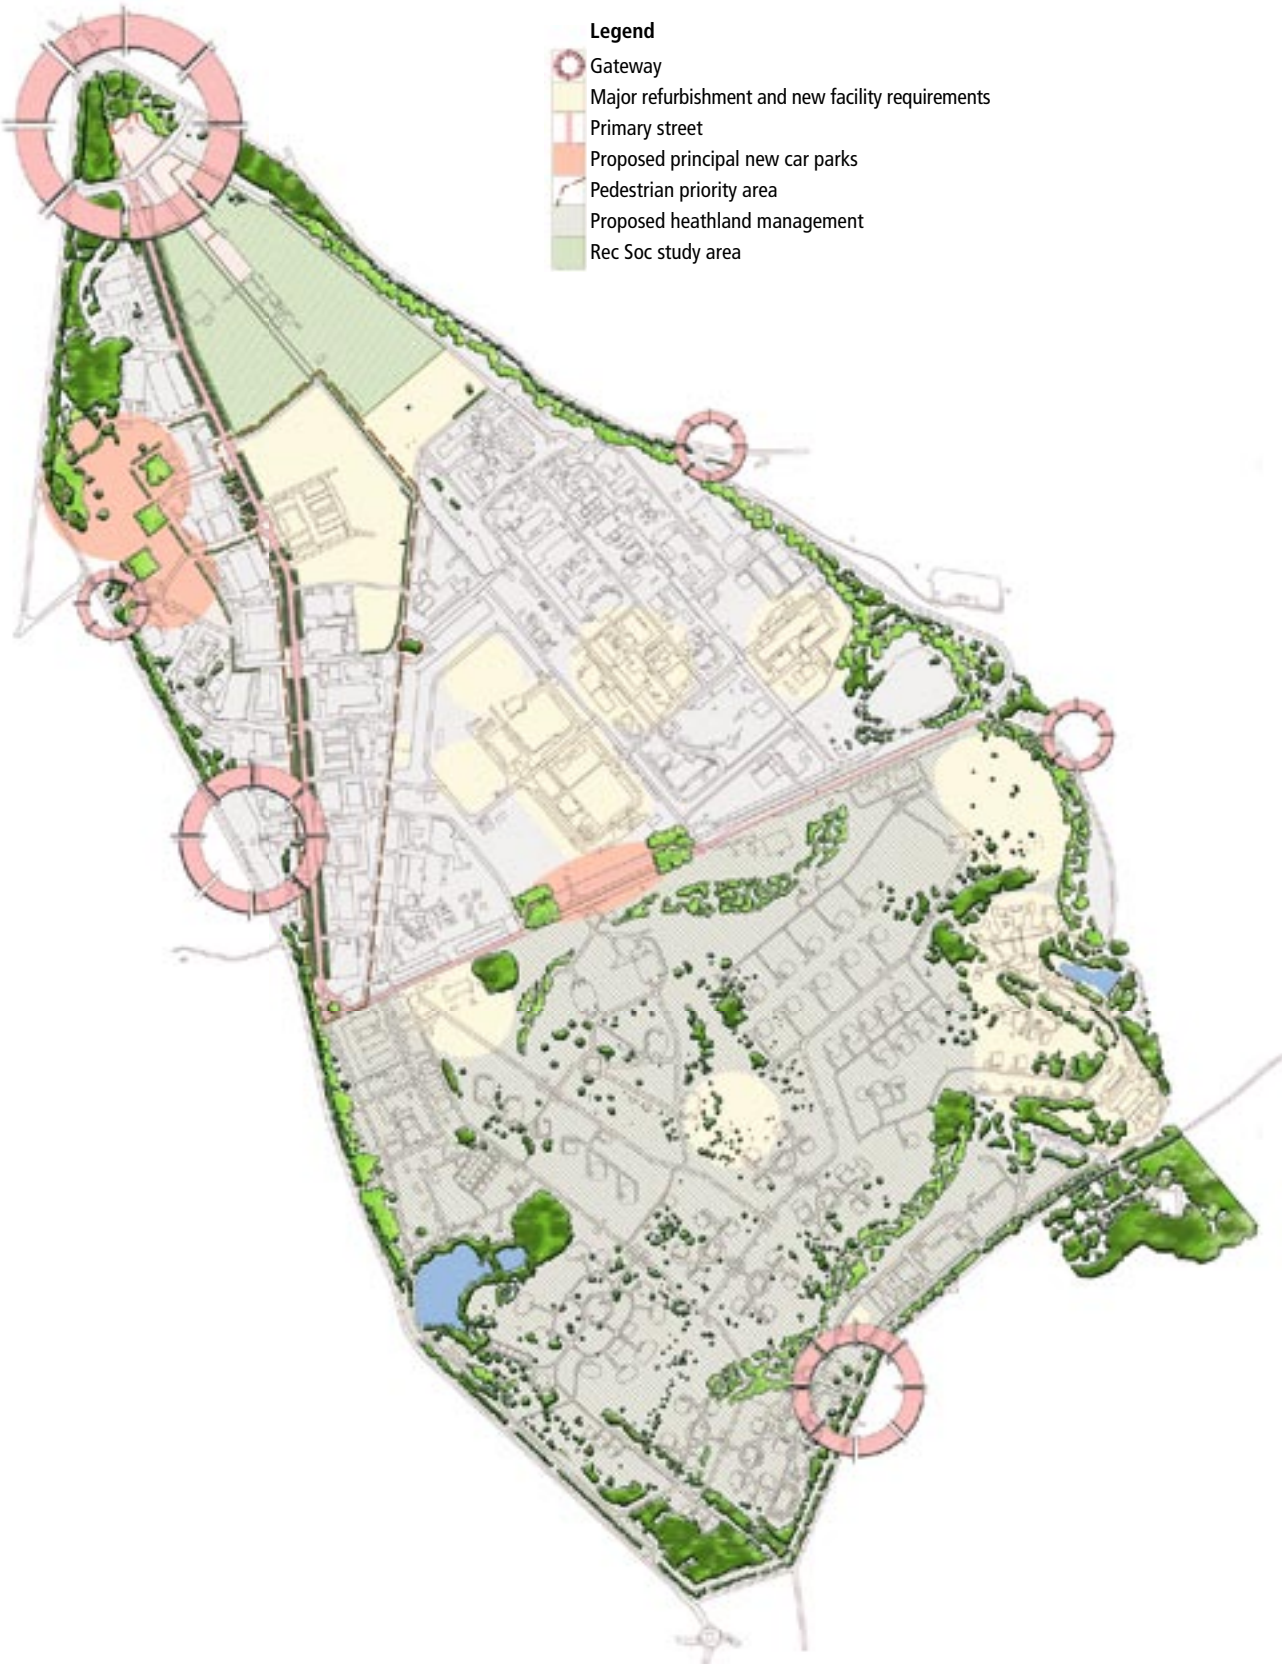 Legend
Gateway
Major refurbishment and new facility requirements
Primary street
Proposed principal new car parks
Pedestrian priority area
Proposed heathland management
Rec Soc study area